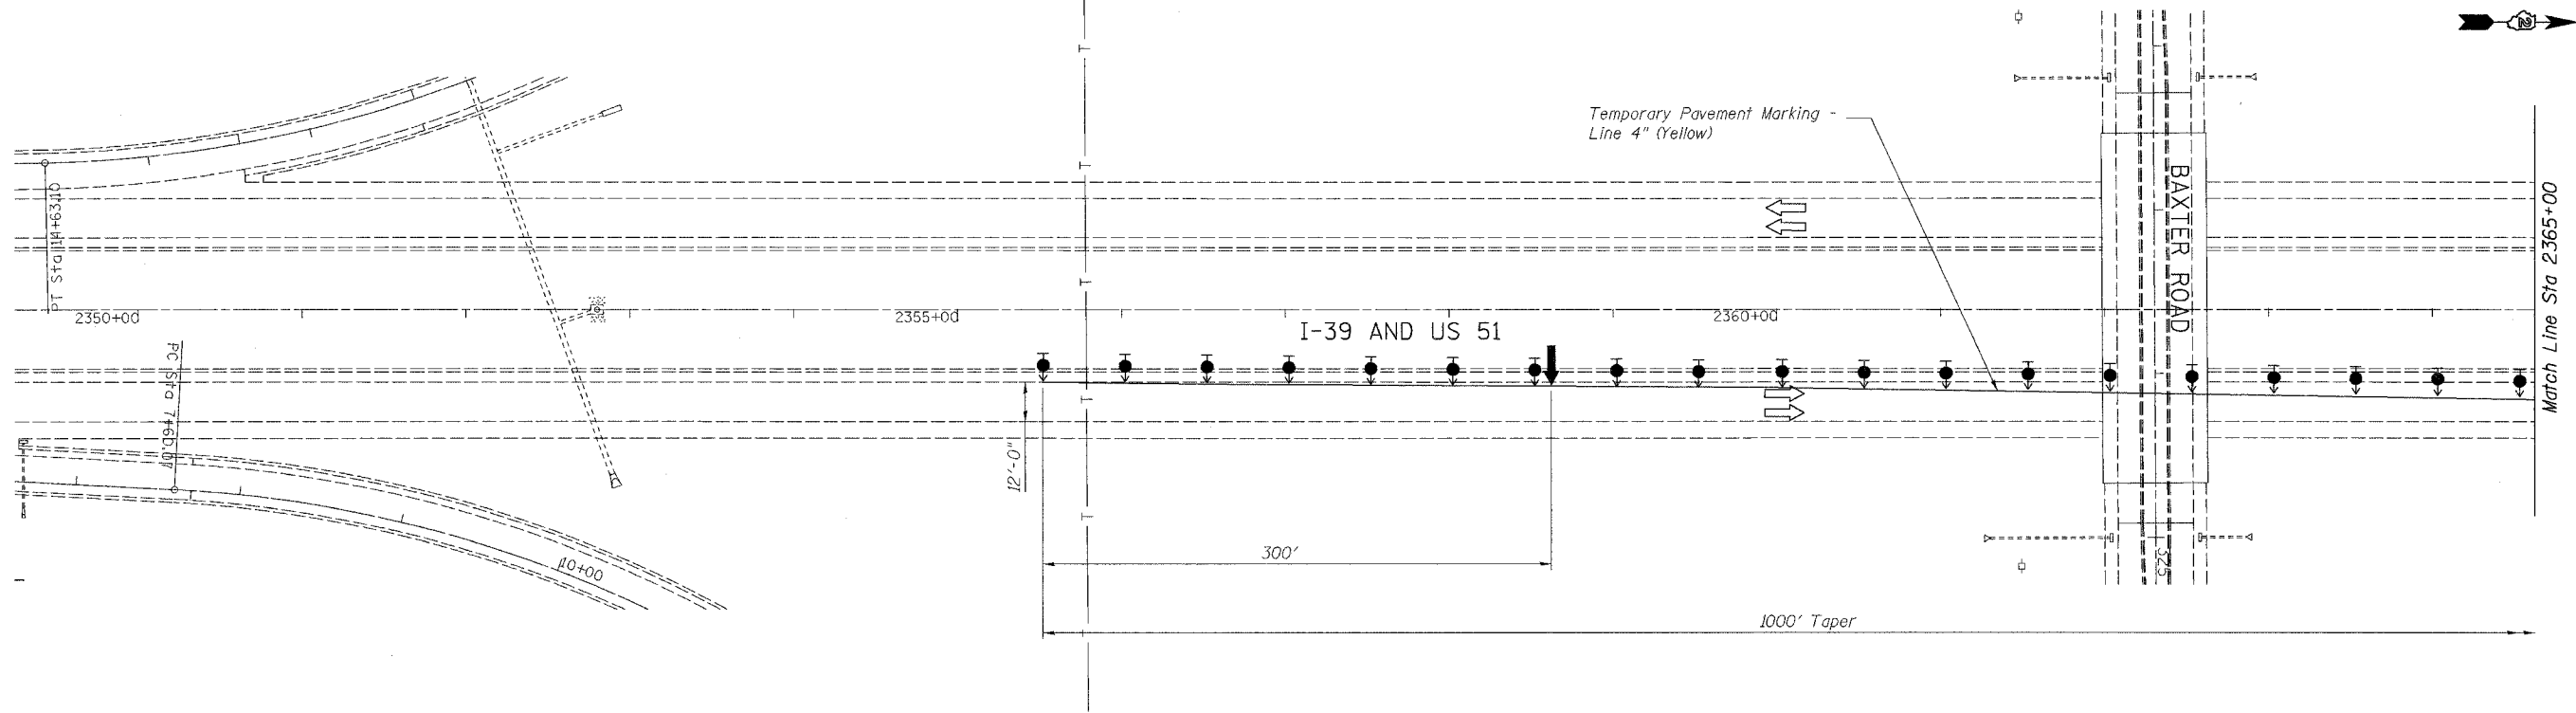 Temporary Pavement Marking -
Line 4" (Yellow)
BAXTER ROAD
Match Line Sta 2365+00
PT Sta 14+63.10
2350+00
2355+00
2360+00
I-39 AND US 51
PC Sta 7+60.07
12'-0"
300'
10+00
325
1000' Taper
T
T
T
T
T
T